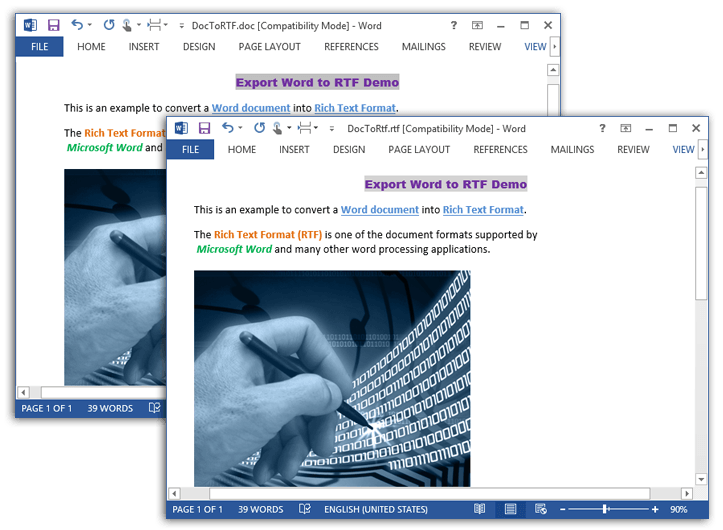 DocToRTF.doc [Compatibility Mode] - Word
FILE HOME INSERT DESIGN PAGE LAYOUT REFERENCES MAILINGS REVIEW VIEW
Export Word to RTF Demo
This is an example to convert a Word document into Rich Text Format.
The Rich Text Format
Microsoft Word and
PAGE 1 OF 1 39 WORDS
DocToRtf.rtf [Compatibility Mode] - Word
FILE HOME INSERT DESIGN PAGE LAYOUT REFERENCES MAILINGS REVIEW VIEW
Export Word to RTF Demo
This is an example to convert a Word document into Rich Text Format.
The Rich Text Format (RTF) is one of the document formats supported by
Microsoft Word and many other word processing applications.
PAGE 1 OF 1 39 WORDS ENGLISH (UNITED STATES) 90%